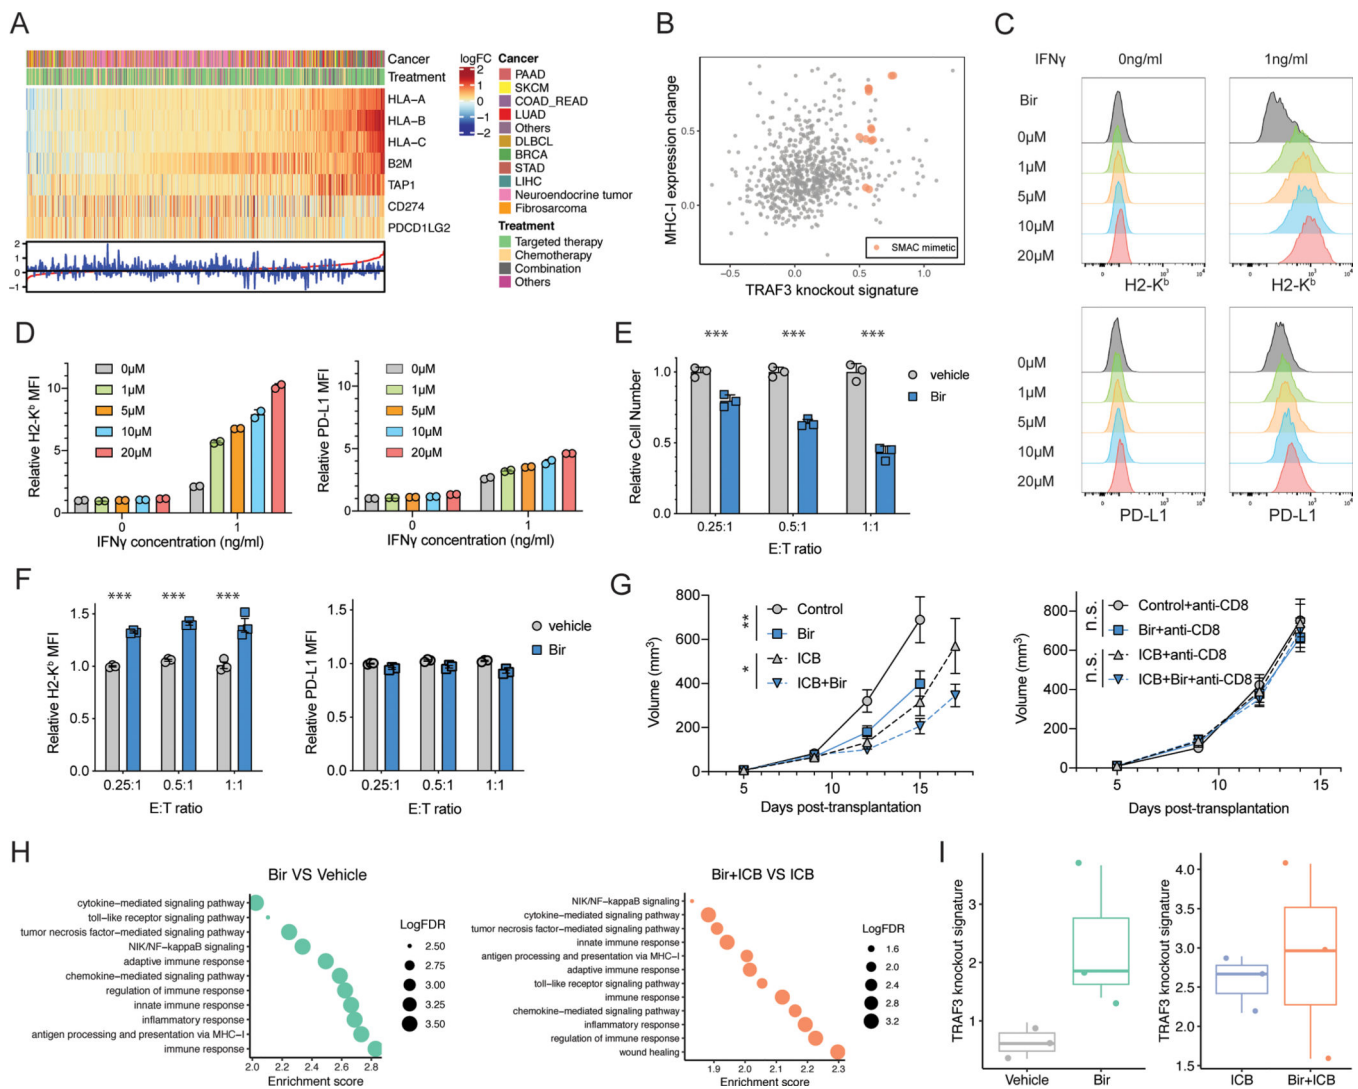 A
Cancer
Treatment
HLA-A
HLA-B
HLA-C
B2M
TAP1
CD274
PDCD1LG2
2
1
0
−1
logFC
2
1
0
−1
−2
Cancer
PAAD
SKCM
COAD_READ
LUAD
Others
DLBCL
BRCA
STAD
LIHC
Neuroendocrine tumor
Fibrosarcoma
Treatment
Targeted therapy
Chemotherapy
Combination
Others
B
MHC-I expression change
0.5
0.0
−0.5
0.0
0.5
1.0
SMAC mimetic
TRAF3 knockout signature
C
IFNγ
0ng/ml
1ng/ml
Bir
0μM
1μM
5μM
10μM
20μM
H2-Kᵇ
H2-Kᵇ
0μM
1μM
5μM
10μM
20μM
PD-L1
PD-L1
D
Relative H2-Kᵇ MFI
10
5
0
0μM
1μM
5μM
10μM
20μM
0
1
IFNγ concentration (ng/ml)
Relative PD-L1 MFI
10
5
0
0μM
1μM
5μM
10μM
20μM
0
1
IFNγ concentration (ng/ml)
E
*** *** ***
Relative Cell Number
1.0
0.5
0
vehicle
Bir
0.25:1 0.5:1 1:1
E:T ratio
F
*** *** ***
Relative H2-Kᵇ MFI
1.5
1.0
0.5
0
0.25:1 0.5:1 1:1
E:T ratio
Relative PD-L1 MFI
1.5
1.0
0.5
0
vehicle
Bir
0.25:1 0.5:1 1:1
E:T ratio
G
Volume (mm³)
800
600
400
200
0
**
*
Control
Bir
ICB
ICB+Bir
5 10 15
Days post-transplantation
Volume (mm³)
800
600
400
200
0
n.s.
n.s.
Control+anti-CD8
Bir+anti-CD8
ICB+anti-CD8
ICB+Bir+anti-CD8
5 10 15
Days post-transplantation
H
Bir VS Vehicle
cytokine-mediated signaling pathway
toll-like receptor signaling pathway
tumor necrosis factor-mediated pathway
NIK/NF-kappaB signaling
adaptive immune response
chemokine-mediated signaling pathway
regulation of immune response
innate immune response
inflammatory response
antigen processing and presentation via MHC-I
immune response
2.0 2.2 2.4 2.6 2.8
Enrichment score
LogFDR
2.50
2.75
3.00
3.25
3.50
Bir+ICB VS ICB
NIK/NF-kappaB signaling
cytokine-mediated signaling pathway
tumor necrosis factor-mediated pathway
innate immune response
antigen processing and presentation via MHC-I
adaptive immune response
toll-like receptor signaling pathway
immune response
chemokine-mediated signaling pathway
inflammatory response
regulation of immune response
wound healing
1.9 2.0 2.1 2.2 2.3
Enrichment score
LogFDR
1.6
2.0
2.4
2.8
3.2
I
TRAF3 knockout signature
3
2
1
Vehicle Bir
TRAF3 knockout signature
4.0
3.5
3.0
2.5
2.0
1.5
ICB Bir+ICB